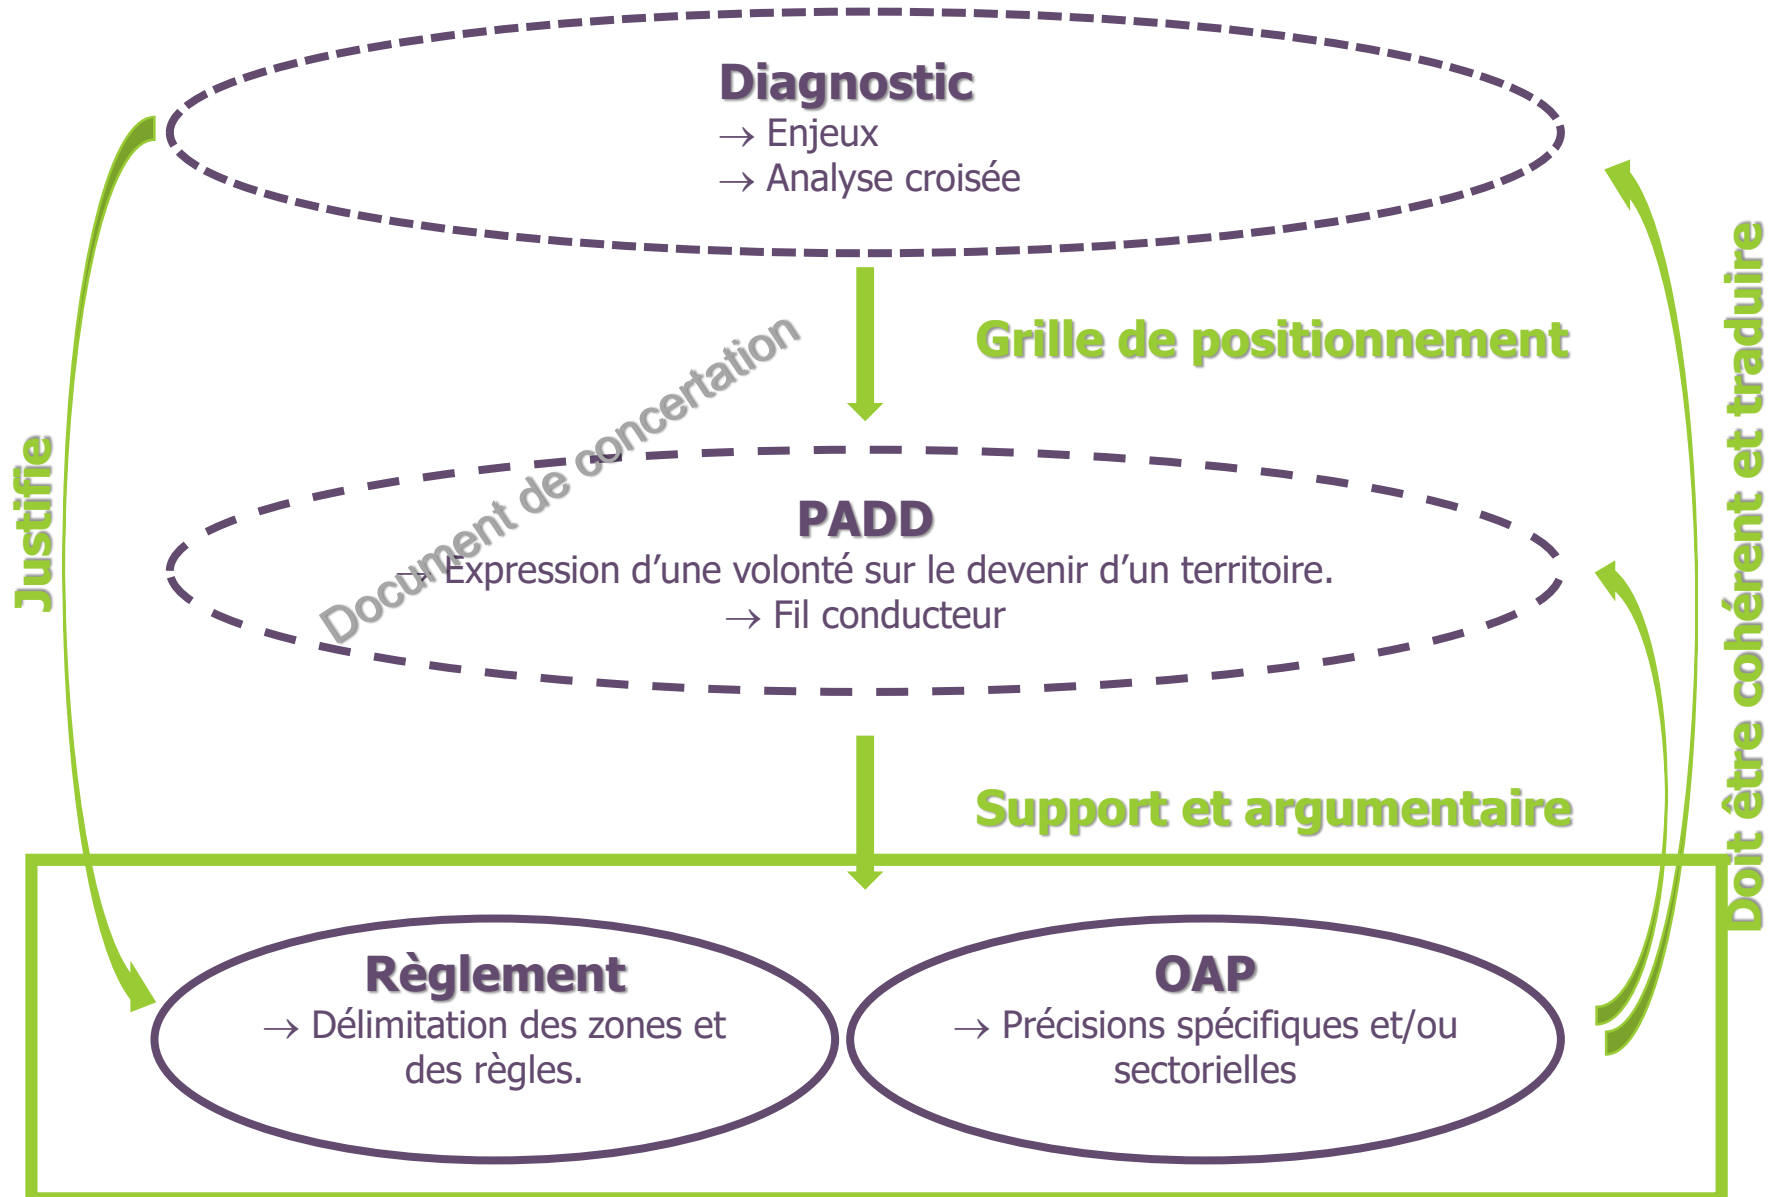 Diagnostic
→ Enjeux
→ Analyse croisée
Grille de positionnement
Document de concertation
Justifie
Doit être cohérent et traduire
PADD
→ Expression d’une volonté sur le devenir d’un territoire.
→ Fil conducteur
Support et argumentaire
Règlement
→ Délimitation des zones et
des règles.
OAP
→ Précisions spécifiques et/ou
sectorielles